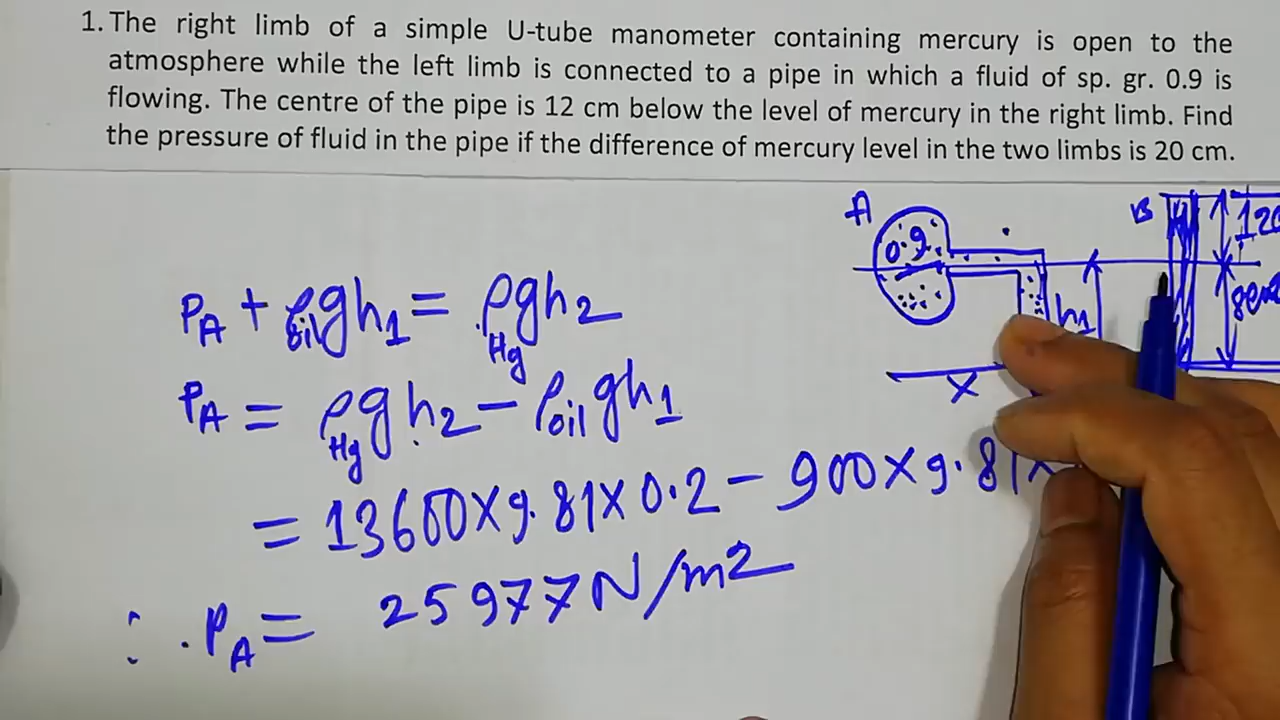 1. The right limb of a simple U-tube manometer containing mercury is open to the
atmosphere while the left limb is connected to a pipe in which a fluid of sp. gr. 0.9 is
flowing. The centre of the pipe is 12 cm below the level of mercury in the right limb. Find
the pressure of fluid in the pipe if the difference of mercury level in the two limbs is 20 cm.
A
B
0.9
h1
x
PA + ρoil gh1 = ρHg gh2
PA = ρHg gh2 - ρoil gh1
= 13600×9.81×0.2 - 900×9.81×
∴ PA = 25977 N/m2